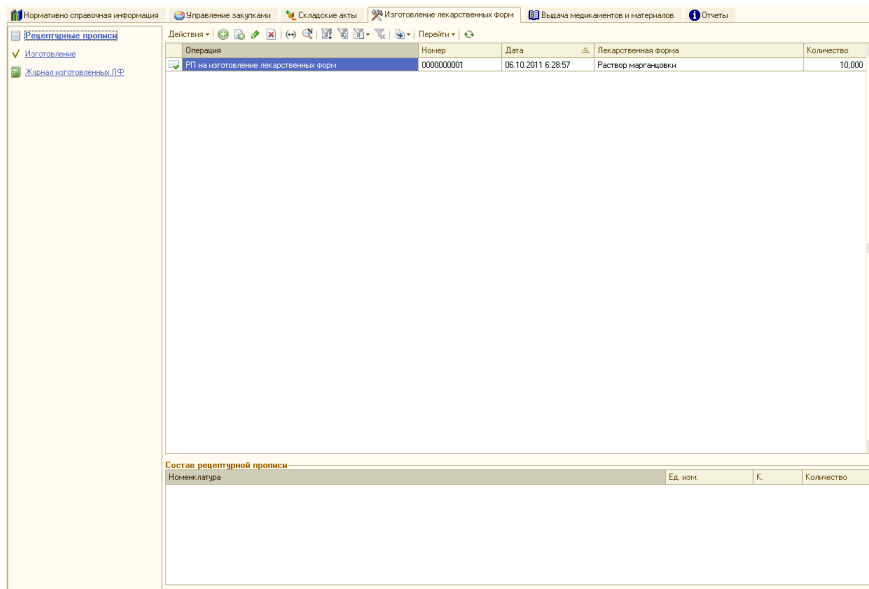 Нормативно справочная информация Управление закупками Складские акты Изготовление лекарственных форм Выдача медикаментов и материалов Отчеты
Рецептурные прописи
Изготовление
Журнал изготовленных ЛФ
Действия Перейти
Операция Номер Дата Лекарственная форма Количество
РП на изготовление лекарственных форм 0000000001 06.10.2011 6:28:57 Раствор марганцовки 10,000
Состав рецептурной прописи
Номенклатура Ед. изм. К. Количество